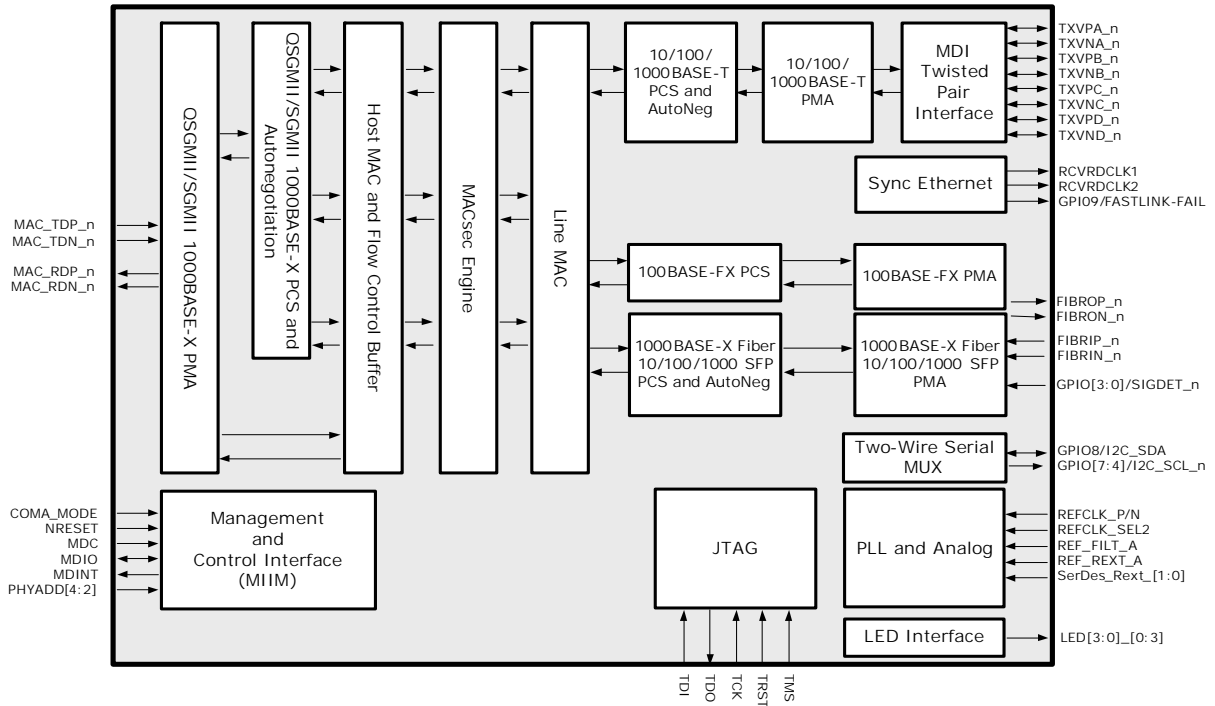 MAC_TDP_n
MAC_TDN_n
MAC_RDP_n
MAC_RDN_n
COMA_MODE
NRESET
MDC
MDIO
MDINT
PHYADD[4:2]
QSGMII/SGMII 1000BASE-X PMA
QSGMII/SGMII 1000BASE-X PCS and
Autonegotiation
Host MAC and Flow Control Buffer
MACsec Engine
Line MAC
10/100/
1000BASE-T
PCS and
AutoNeg
10/100/
1000BASE-T
PMA
MDI
Twisted
Pair
Interface
TXVPA_n
TXVNA_n
TXVPB_n
TXVNB_n
TXVPC_n
TXVNC_n
TXVPD_n
TXVND_n
Sync Ethernet
RCVRDCLK1
RCVRDCLK2
GPIO9/FASTLINK-FAIL
100BASE-FX PCS
100BASE-FX PMA
FIBROP_n
FIBRON_n
1000BASE-X Fiber
10/100/1000 SFP
PCS and AutoNeg
1000BASE-X Fiber
10/100/1000 SFP
PMA
FIBRIP_n
FIBRIN_n
GPIO[3:0]/SIGDET_n
Two-Wire Serial
MUX
GPIO8/I2C_SDA
GPIO[7:4]/I2C_SCL_n
Management
and
Control Interface
(MIIM)
JTAG
PLL and Analog
REFCLK_P/N
REFCLK_SEL2
REF_FILT_A
REF_REXT_A
SerDes_Rext_[1:0]
LED Interface
LED[3:0]_[0:3]
TDI
TDO
TCK
TRST
TMS